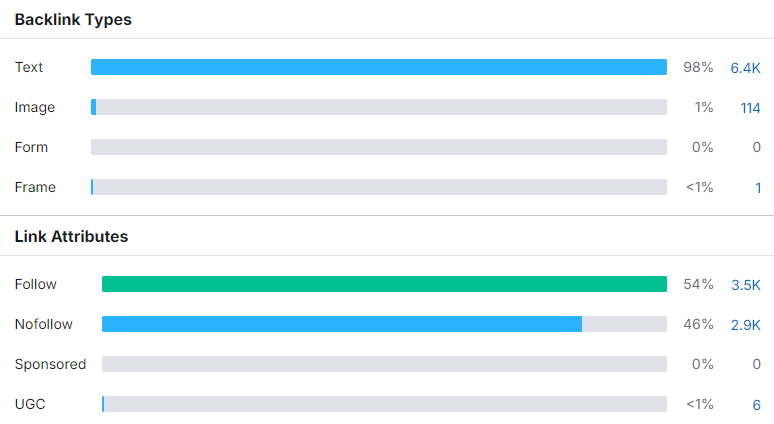 Backlink Types
Text 98% 6.4K
Image 1% 114
Form 0% 0
Frame <1% 1
Link Attributes
Follow 54% 3.5K
Nofollow 46% 2.9K
Sponsored 0% 0
UGC <1% 6